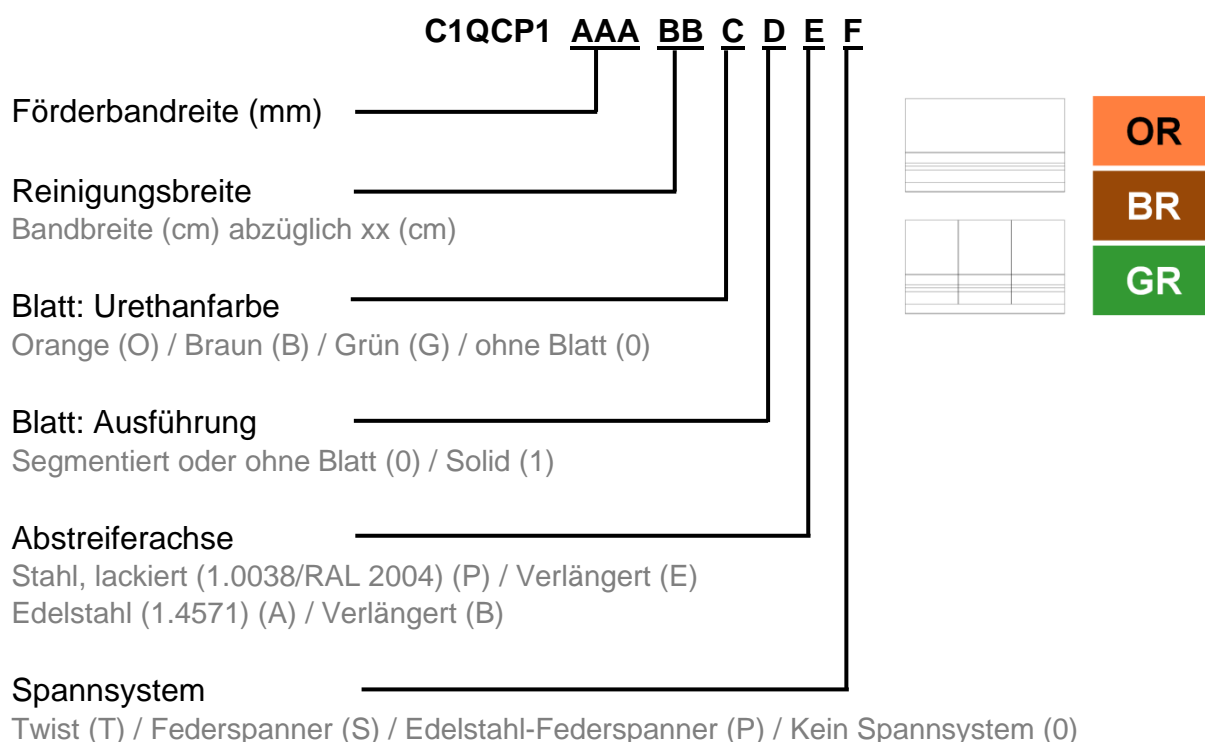 C1QCP1 AAA BB C D E F
Förderbandreite (mm)
OR
Reinigungsbreite
BR
Bandbreite (cm) abzüglich xx (cm)
GR
Blatt: Urethanfarbe
Orange (O) / Braun (B) / Grün (G) / ohne Blatt (0)
Blatt: Ausführung
Segmentiert oder ohne Blatt (0) / Solid (1)
Abstreiferachse
Stahl, lackiert (1.0038/RAL 2004) (P) / Verlängert (E)
Edelstahl (1.4571) (A) / Verlängert (B)
Spannsystem
Twist (T) / Federspanner (S) / Edelstahl-Federspanner (P) / Kein Spannsystem (0)